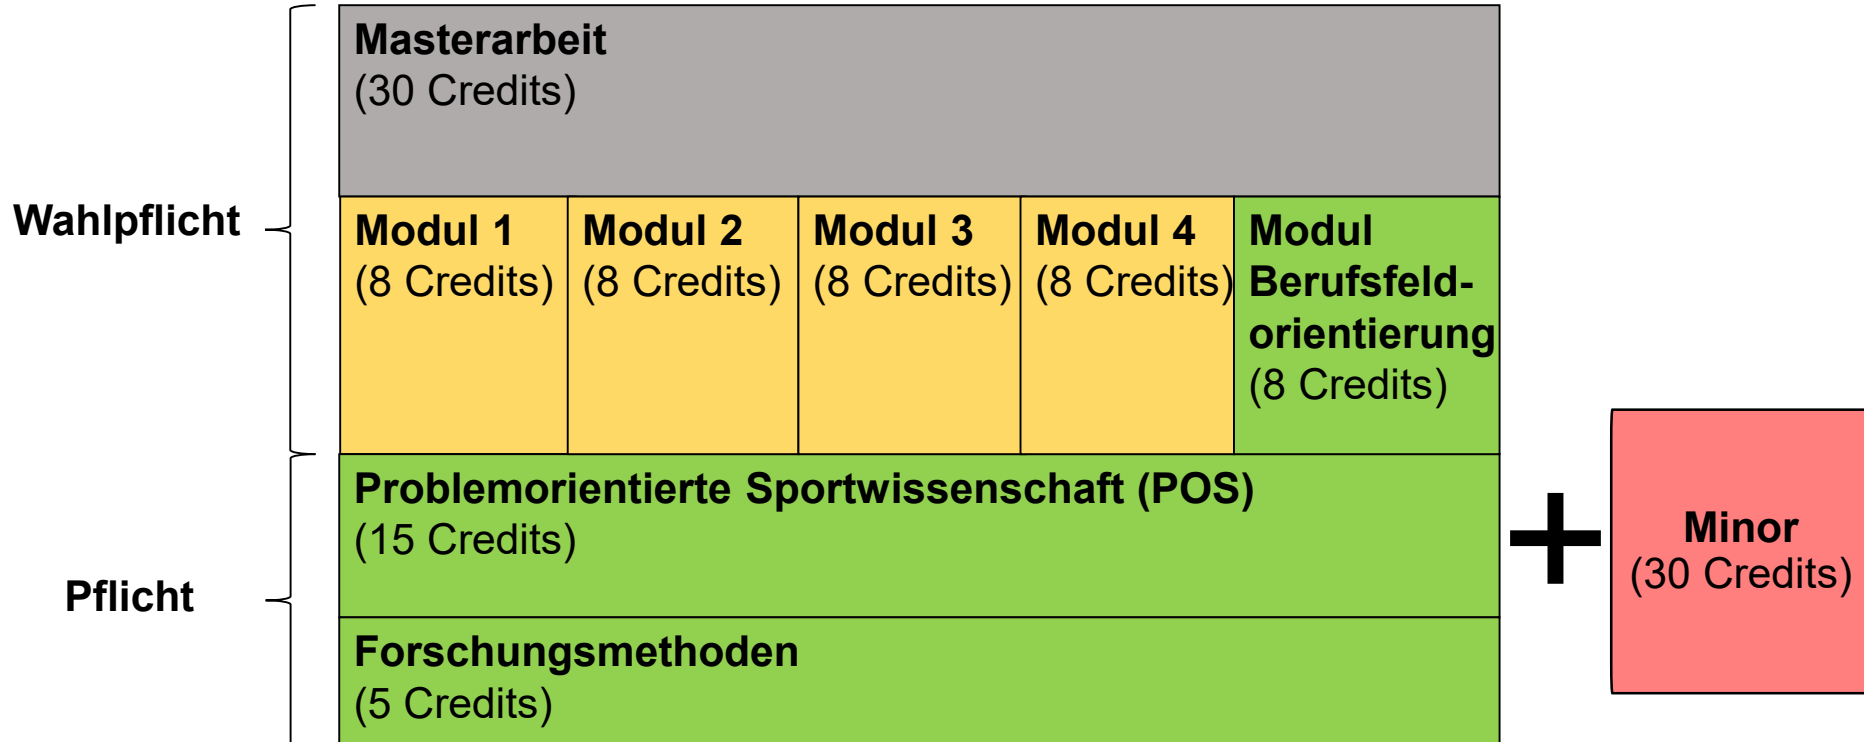 Masterarbeit
(30 Credits)
Wahlpflicht
Modul 1
(8 Credits)
Modul 2
(8 Credits)
Modul 3
(8 Credits)
Modul 4
(8 Credits)
Modul
Berufsfeld-
orientierung
(8 Credits)
Problemorientierte Sportwissenschaft (POS)
(15 Credits)
Pflicht
Forschungsmethoden
(5 Credits)
+
Minor
(30 Credits)